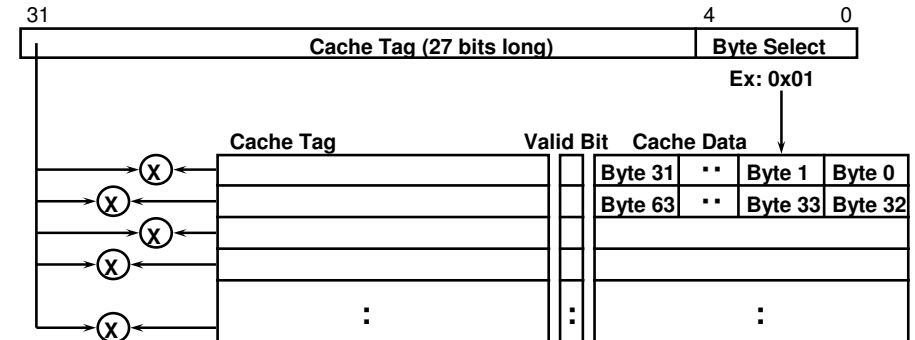 31 4 0
Cache Tag (27 bits long) Byte Select
Ex: 0x01
Cache Tag Valid Bit Cache Data
X Byte 31 ·· Byte 1 Byte 0
X Byte 63 ·· Byte 33 Byte 32
X
X
: : :
X